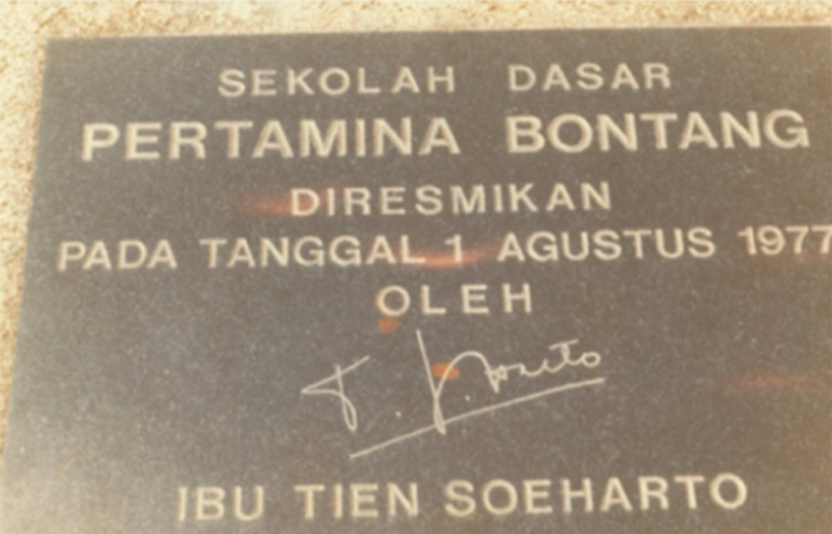 SEKOLAH DASAR
PERTAMINA BONTANG
DIRESMIKAN
PADA TANGGAL 1 AGUSTUS 1977
OLEH
IBU TIEN SOEHARTO